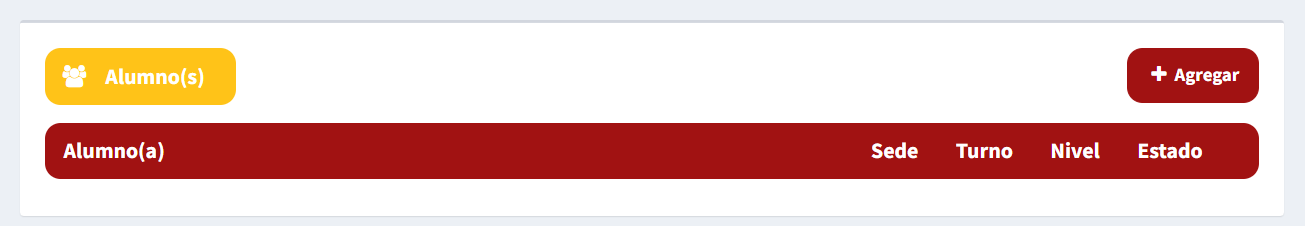 Alumno(s)
Agregar
Alumno(a) Sede Turno Nivel Estado